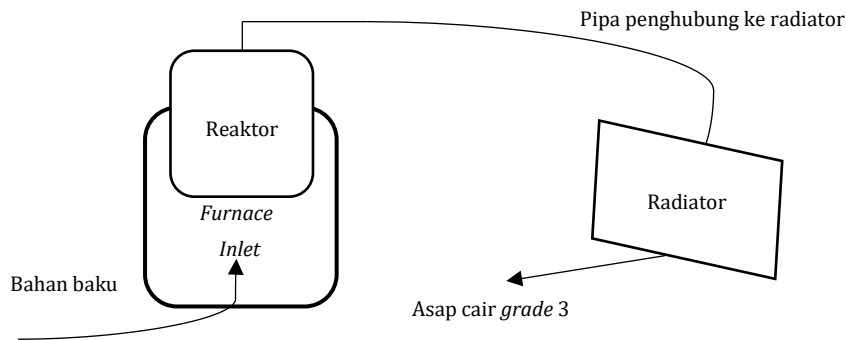 Pipa penghubung ke radiator
Reaktor
Radiator
Furnace
Inlet
Bahan baku
Asap cair grade 3